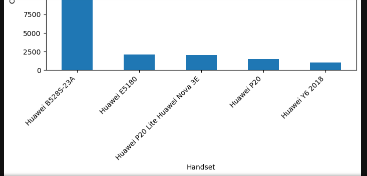 7500
5000
2500
0
Huawei B528S-23A
Huawei E5180
Huawei P20 Lite Huawei Nova 3E
Huawei P20
Huawei Y6 2018
Handset